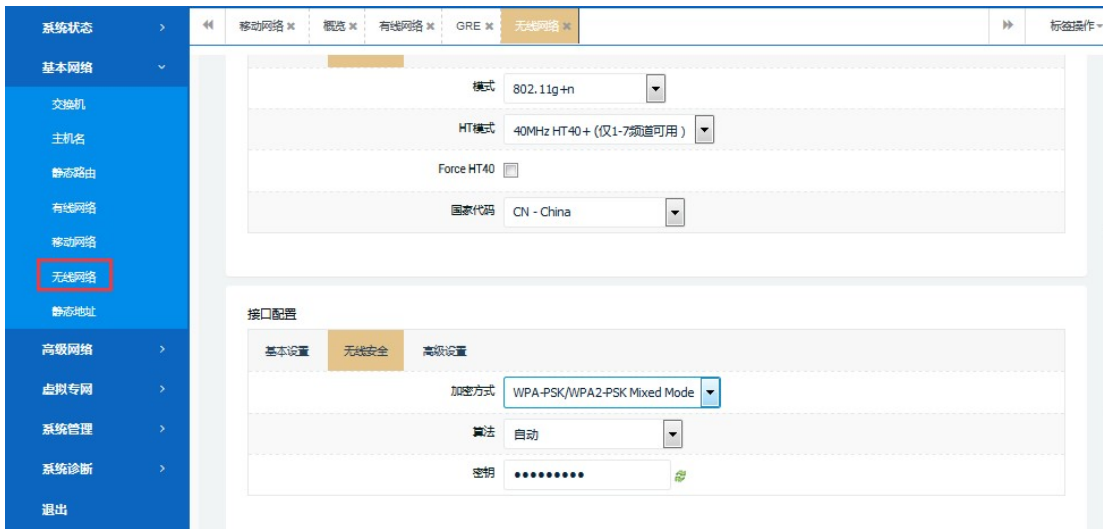 系统状态
基本网络
交换机
主机名
静态路由
有线网络
移动网络
无线网络
静态地址
高级网络
虚拟专网
系统管理
系统诊断
退出
移动网络 概览 有线网络 GRE 无线网络 标签操作
模式 802.11g+n
HT模式 40MHz HT40+ (仅1-7频道可用 )
Force HT40
国家代码 CN - China
接口配置
基本设置 无线安全 高级设置
加密方式 WPA-PSK/WPA2-PSK Mixed Mode
算法 自动
密钥 •••••••••